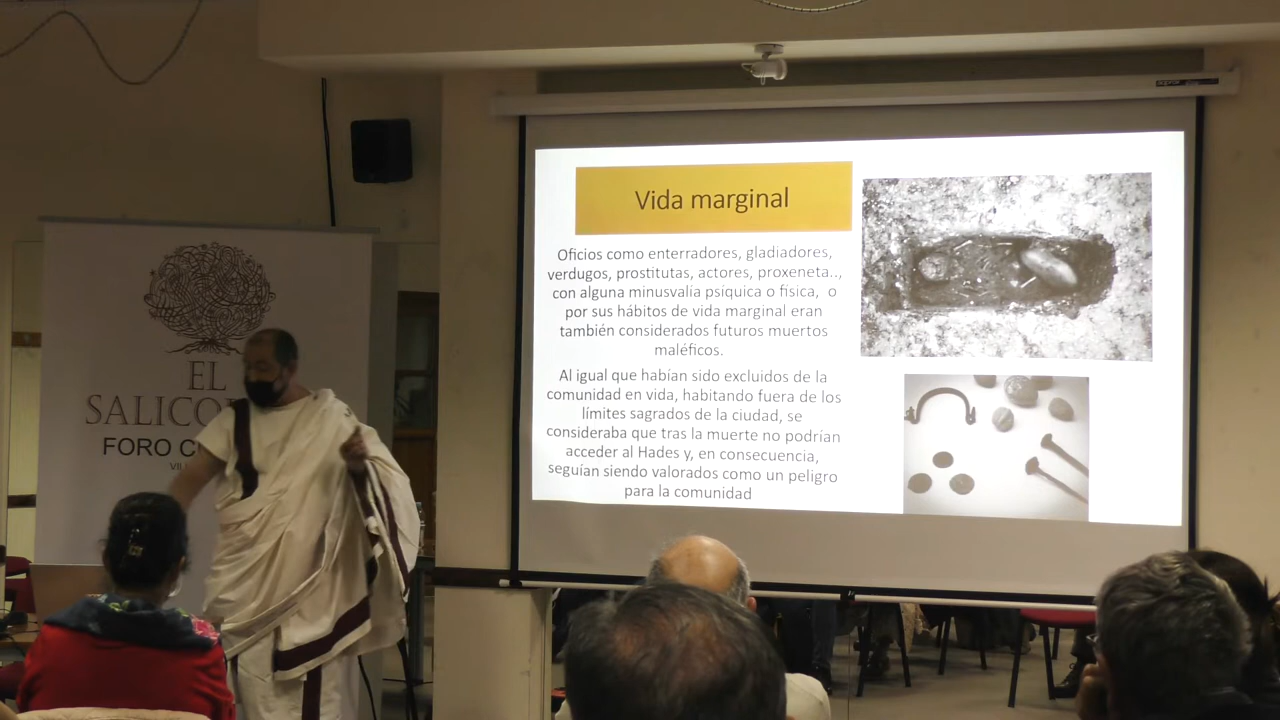 EL
SALICO
FORO C
VI
Vida marginal
Oficios como enterradores, gladiadores,
verdugos, prostitutas, actores, proxeneta..,
con alguna minusvalía psiquica o física, o
por sus hábitos de vida marginal eran
también considerados futuros muertos
maléficos.
Al igual que habían sido excluidos de la
comunidad en vida, habitando fuera de los
límites sagrados de la ciudad, se
consideraba que tras la muerte no podrían
acceder al Hades y, en consecuencia,
seguían siendo valorados como un peligro
para la comunidad